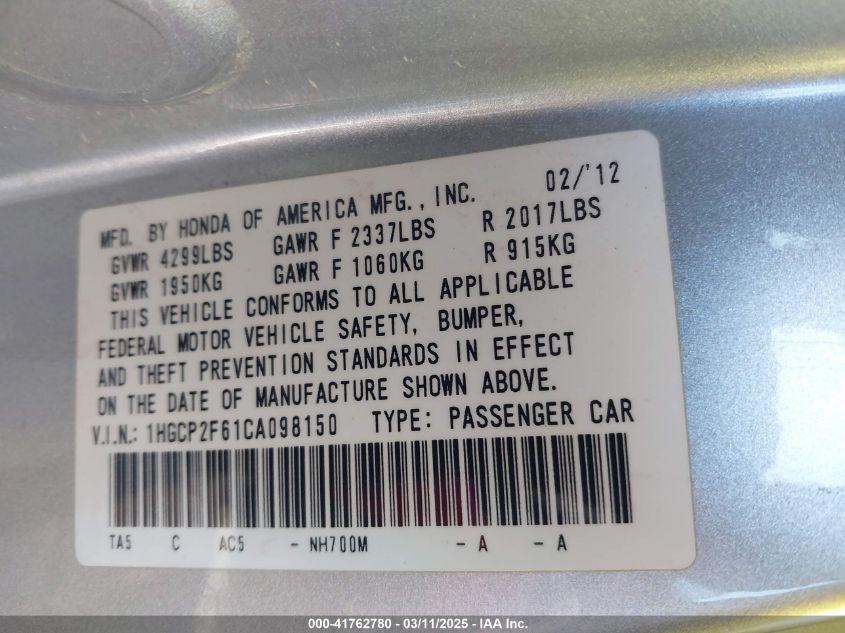 MFD. BY HONDA OF AMERICA MFG., INC. 02/'12
GVWR 4299LBS GAWR F 2337LBS R 2017LBS
GVWR 1950KG GAWR F 1060KG R 915KG
THIS VEHICLE CONFORMS TO ALL APPLICABLE
FEDERAL MOTOR VEHICLE SAFETY, BUMPER,
AND THEFT PREVENTION STANDARDS IN EFFECT
ON THE DATE OF MANUFACTURE SHOWN ABOVE.
V.I.N.: 1HGCP2F61CA098150 TYPE: PASSENGER CAR
TA5 C AC5 - NH700M - A - A
000-41762780 - 03/11/2025 - IAA Inc.